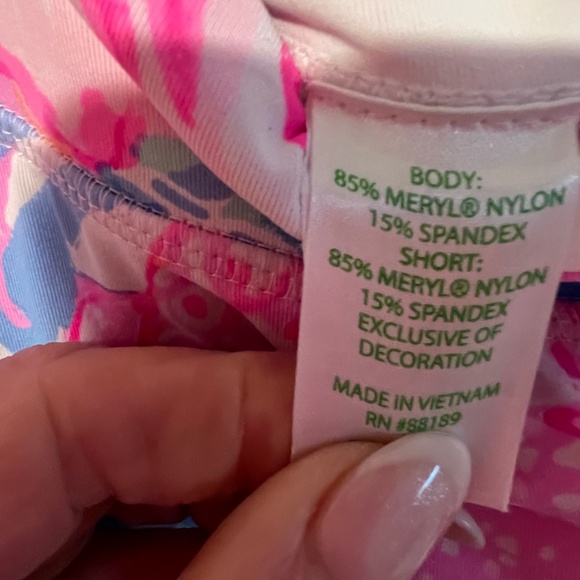 BODY:
85% MERYL® NYLON
15% SPANDEX
SHORT:
85% MERYL® NYLON
15% SPANDEX
EXCLUSIVE OF
DECORATION
MADE IN VIETNAM
RN #88189